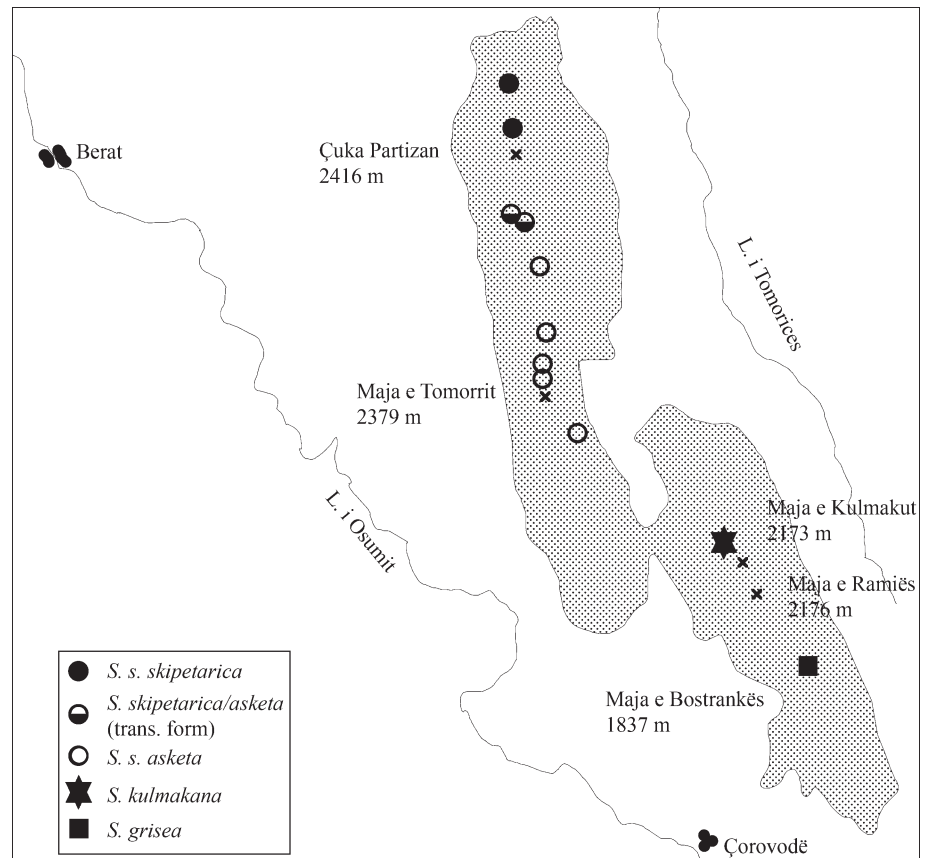 Berat
Çuka Partizan
2416 m
L. i Tomorices
Maja e Tomorrit
2379 m
L. i Osumit
Maja e Kulmakut
2173 m
Maja e Ramiës
2176 m
Maja e Bostrankës
1837 m
S. s. skipetarica
S. skipetarica/asketa
(trans. form)
S. s. asketa
S. kulmakana
S. grisea
Çorovodë